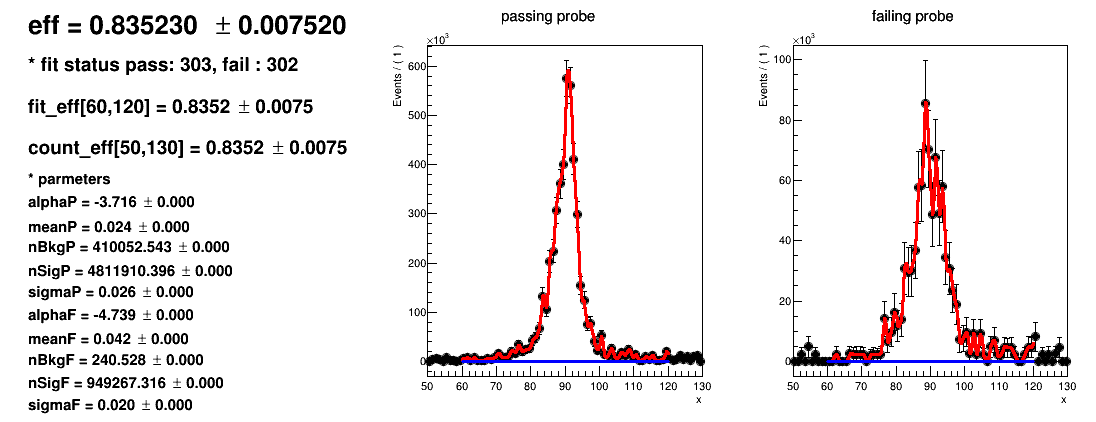 eff = 0.835230 ± 0.007520
* fit status pass: 303, fail : 302
fit_eff[60,120] = 0.8352 ± 0.0075
count_eff[50,130] = 0.8352 ± 0.0075
* parmeters
alphaP = -3.716 ± 0.000
meanP = 0.024 ± 0.000
nBkgP = 410052.543 ± 0.000
nSigP = 4811910.396 ± 0.000
sigmaP = 0.026 ± 0.000
alphaF = -4.739 ± 0.000
meanF = 0.042 ± 0.000
nBkgF = 240.528 ± 0.000
nSigF = 949267.316 ± 0.000
sigmaF = 0.020 ± 0.000
passing probe
×10³
Events / ( 1 )
600
500
400
300
200
100
0
50 60 70 80 90 100 110 120 130
x
failing probe
×10³
Events / ( 1 )
100
80
60
40
20
0
50 60 70 80 90 100 110 120 130
x